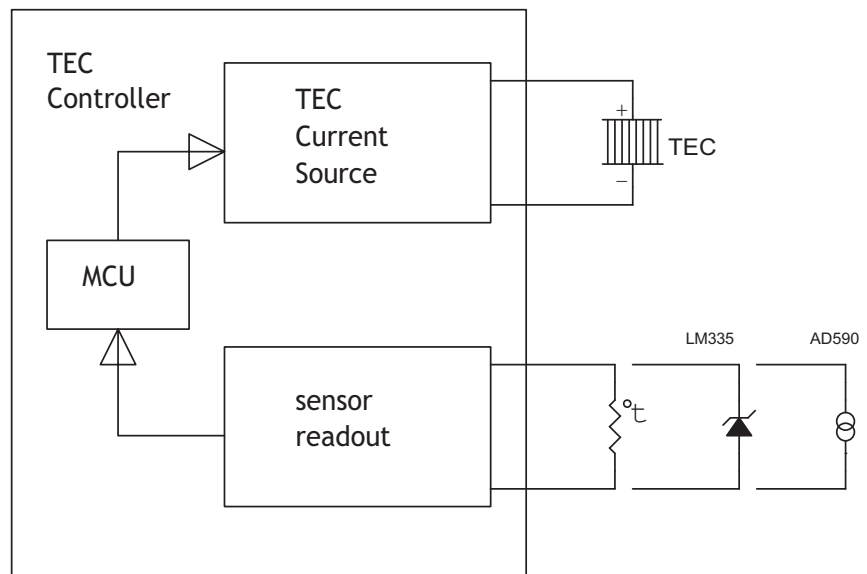 TEC
Controller
TEC
Current
Source
+
TEC
−
MCU
LM335
AD590
sensor
readout
°t